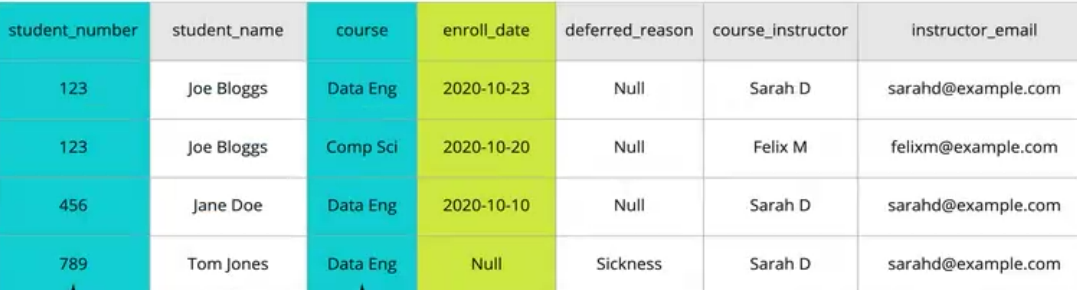 student_number student_name course enroll_date deferred_reason course_instructor instructor_email
123 Joe Bloggs Data Eng 2020-10-23 Null Sarah D sarahd@example.com
123 Joe Bloggs Comp Sci 2020-10-20 Null Felix M felixm@example.com
456 Jane Doe Data Eng 2020-10-10 Null Sarah D sarahd@example.com
789 Tom Jones Data Eng Null Sickness Sarah D sarahd@example.com